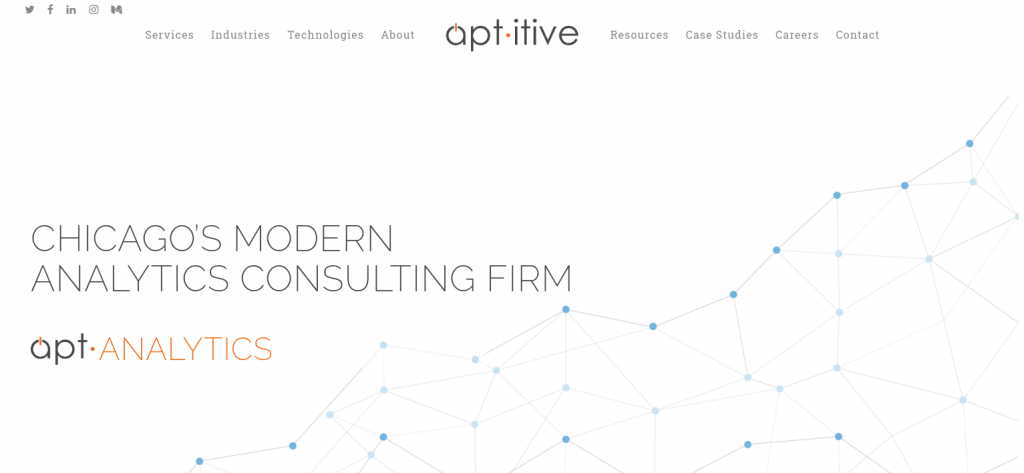 Services Industries Technologies About apt·itive Resources Case Studies Careers Contact
CHICAGO'S MODERN
ANALYTICS CONSULTING FIRM
apt·ANALYTICS